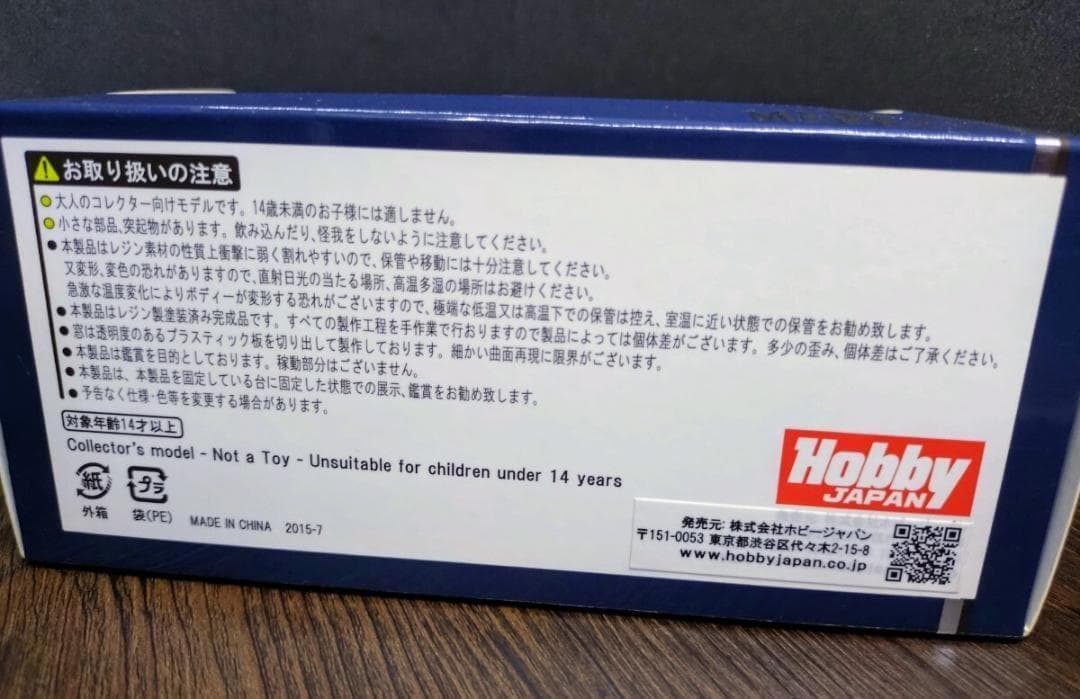 お取り扱いの注意
●大人のコレクター向けモデルです。14歳未満のお子様には適しません。
●小さな部品、突起物があります。飲み込んだり、怪我をしないように注意してください。
●本製品はレジン素材の性質上衝撃に弱く割れやすいので、保管や移動には十分注意してください。
又変形、変色の恐れがありますので、直射日光の当たる場所、高温多湿の場所はお避けください。
急激な温度変化によりボディーが変形する恐れがございますので、極端な低温又は高温下での保管は控え、室温に近い状態での保管をお勧め致します。
●本製品はレジン製塗装済み完成品です。すべての製作工程を手作業で行おりますので製品によっては個体差がございます。多少の歪み、個体差はご了承ください。
●窓は透明度のあるプラスティック板を切り出して製作しております。細かい曲面再現に限界がございます。
●本製品は鑑賞を目的としております。稼動部分はございません。
●本製品は、本製品を固定している台に固定した状態での展示、鑑賞をお勧め致します。
●予告なく仕様・色等を変更する場合があります。
対象年齢14才以上
Collector's model - Not a Toy - Unsuitable for children under 14 years
紙 プラ
外箱 袋(PE) MADE IN CHINA 2015-7
Hobby
JAPAN
発売元: 株式会社ホビージャパン
〒151-0053 東京都渋谷区代々木2-15-8
www.hobbyjapan.co.jp